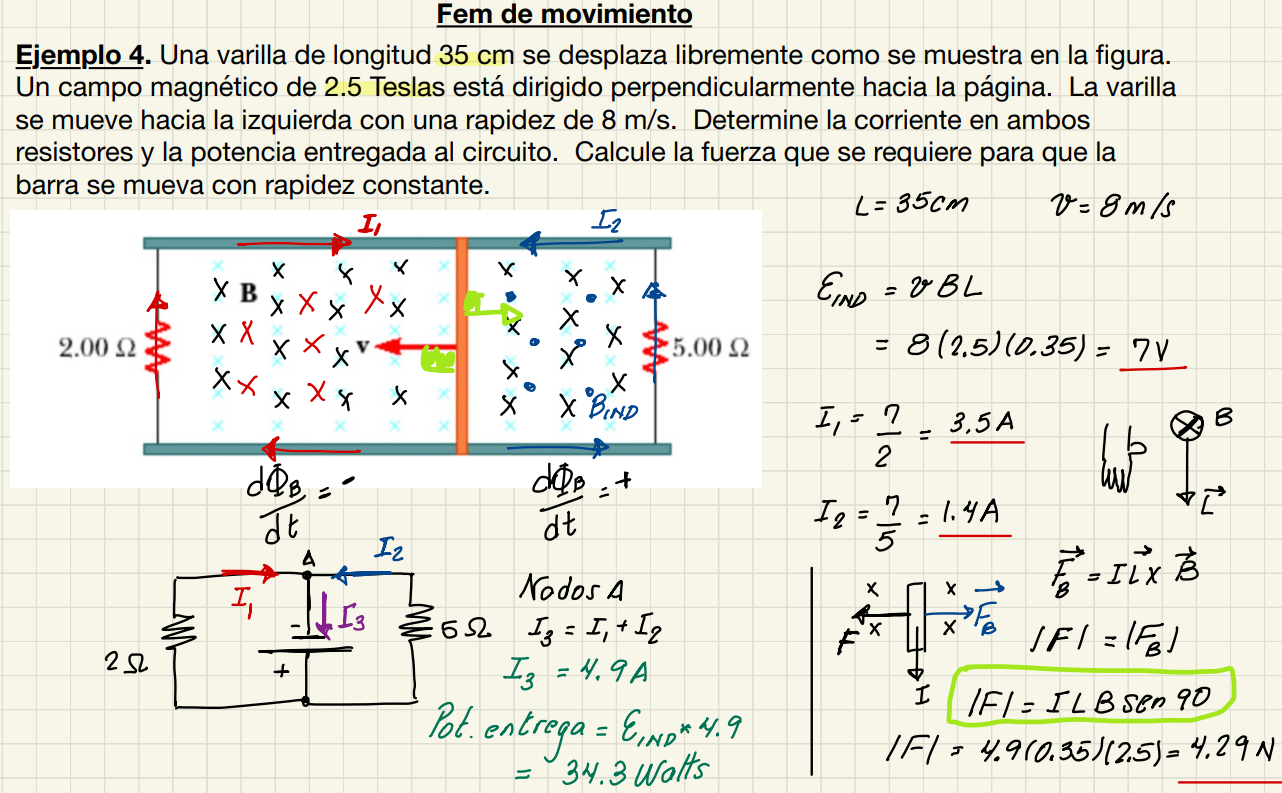 Fem de movimiento
Ejemplo 4. Una varilla de longitud 35 cm se desplaza libremente como se muestra en la figura.
Un campo magnético de 2.5 Teslas está dirigido perpendicularmente hacia la página. La varilla
se mueve hacia la izquierda con una rapidez de 8 m/s. Determine la corriente en ambos
resistores y la potencia entregada al circuito. Calcule la fuerza que se requiere para que la
barra se mueva con rapidez constante.
L = 35cm v = 8 m/s
I₁ I₂
B
2.00 Ω v 5.00 Ω
B_IND
dΦ_B/dt = - dΦ_B/dt = +
ε_IND = vBL
= 8(2.5)(0.35) = 7V
I₁ = 7/2 = 3.5 A
I₂ = 7/5 = 1.4A
B
L
A
I₁ I₂
I₃
2Ω 5Ω
- +
Nodos A
I₃ = I₁ + I₂
I₃ = 4.9 A
Pot. entrega = ε_IND * 4.9
= 34.3 Watts
F F_B
I
F_B = I L x B
|F| = |F_B|
|F| = I L B sen 90
|F| = 4.9(0.35)(2.5) = 4.29 N